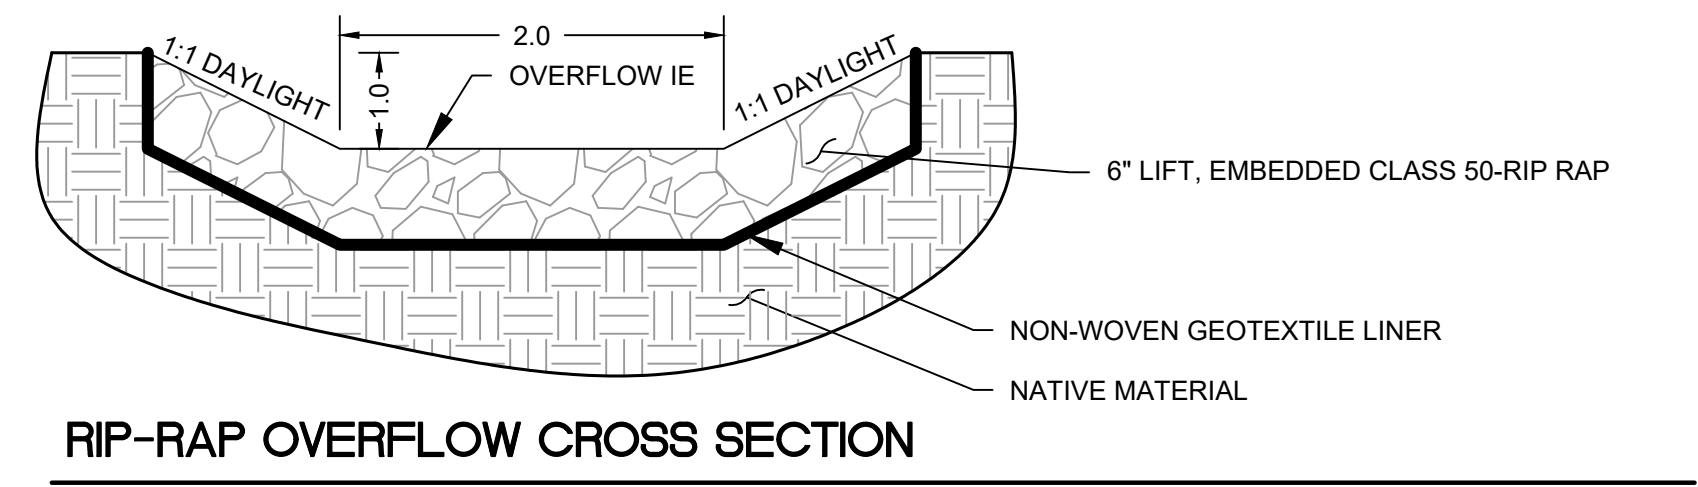 2.0
1:1 DAYLIGHT
OVERFLOW IE
1.0
1:1 DAYLIGHT
6" LIFT, EMBEDDED CLASS 50-RIP RAP
NON-WOVEN GEOTEXTILE LINER
NATIVE MATERIAL
RIP-RAP OVERFLOW CROSS SECTION